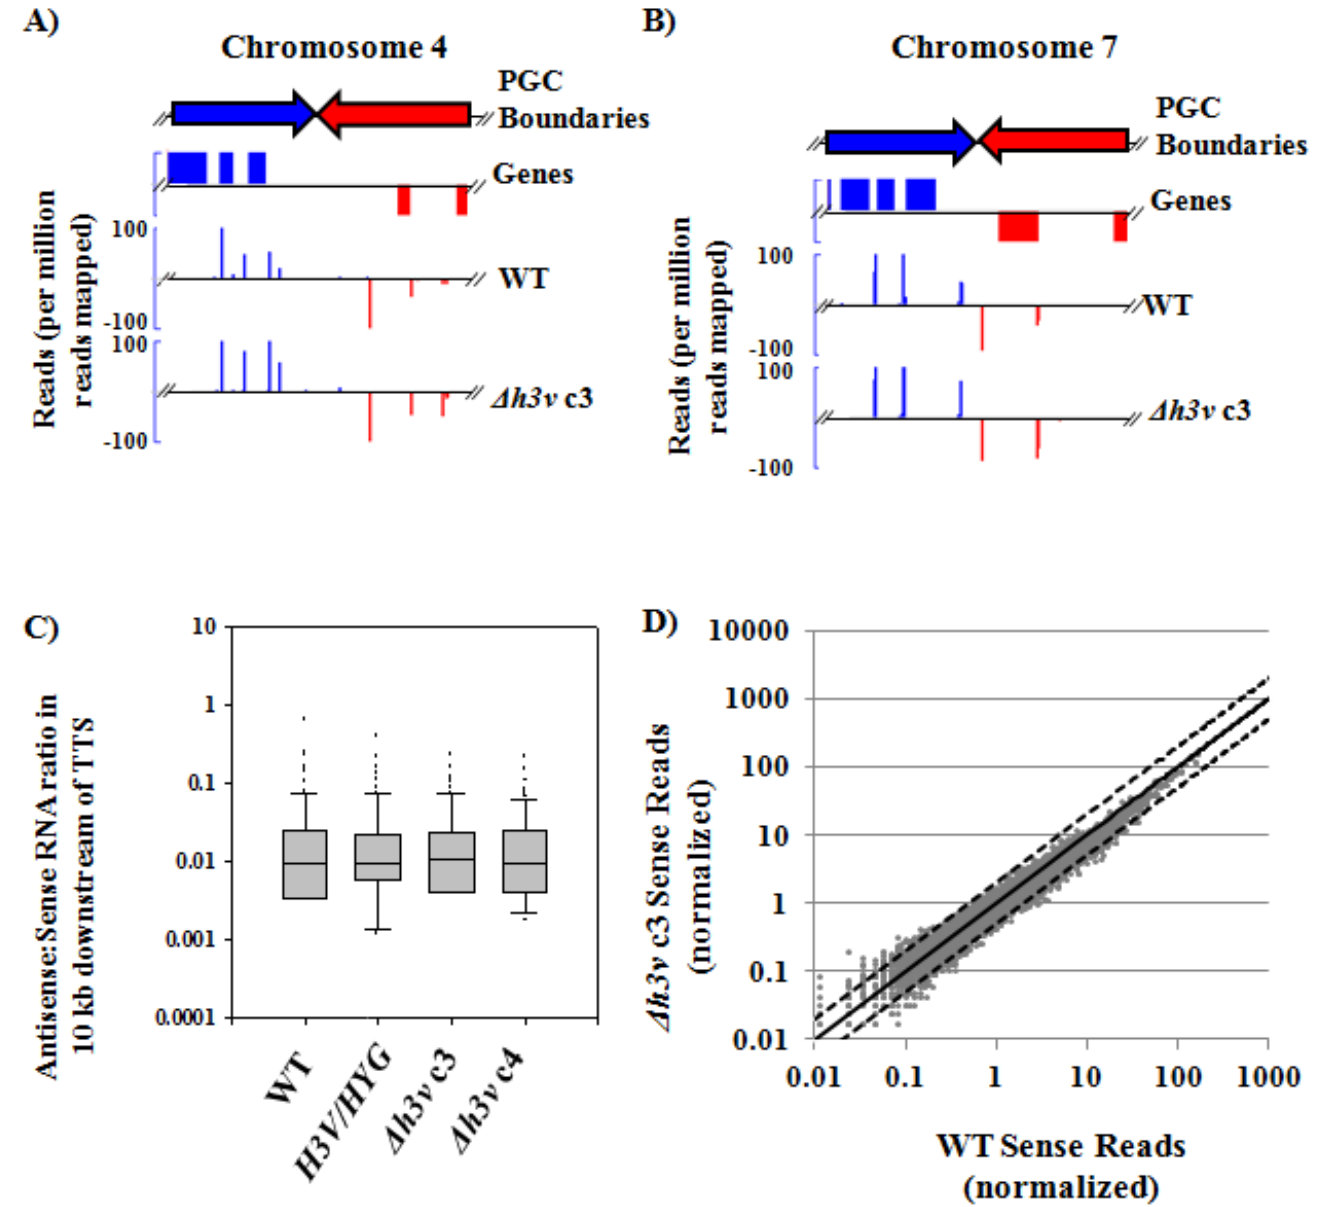 A)
Chromosome 4
PGC
Boundaries
Genes
Reads (per million
reads mapped)
100
WT
-100
100
Δh3v c3
-100
B)
Chromosome 7
PGC
Boundaries
Genes
Reads (per million
reads mapped)
100
WT
-100
100
Δh3v c3
-100
C)
Antisense:Sense RNA ratio in
10 kb downstream of TTS
10
1
0.1
0.01
0.001
0.0001
WT
H3V/HYG
Δh3v c3
Δh3v c4
D)
Δh3v c3 Sense Reads
(normalized)
10000
1000
100
10
1
0.1
0.01
0.01 0.1 1 10 100 1000
WT Sense Reads
(normalized)